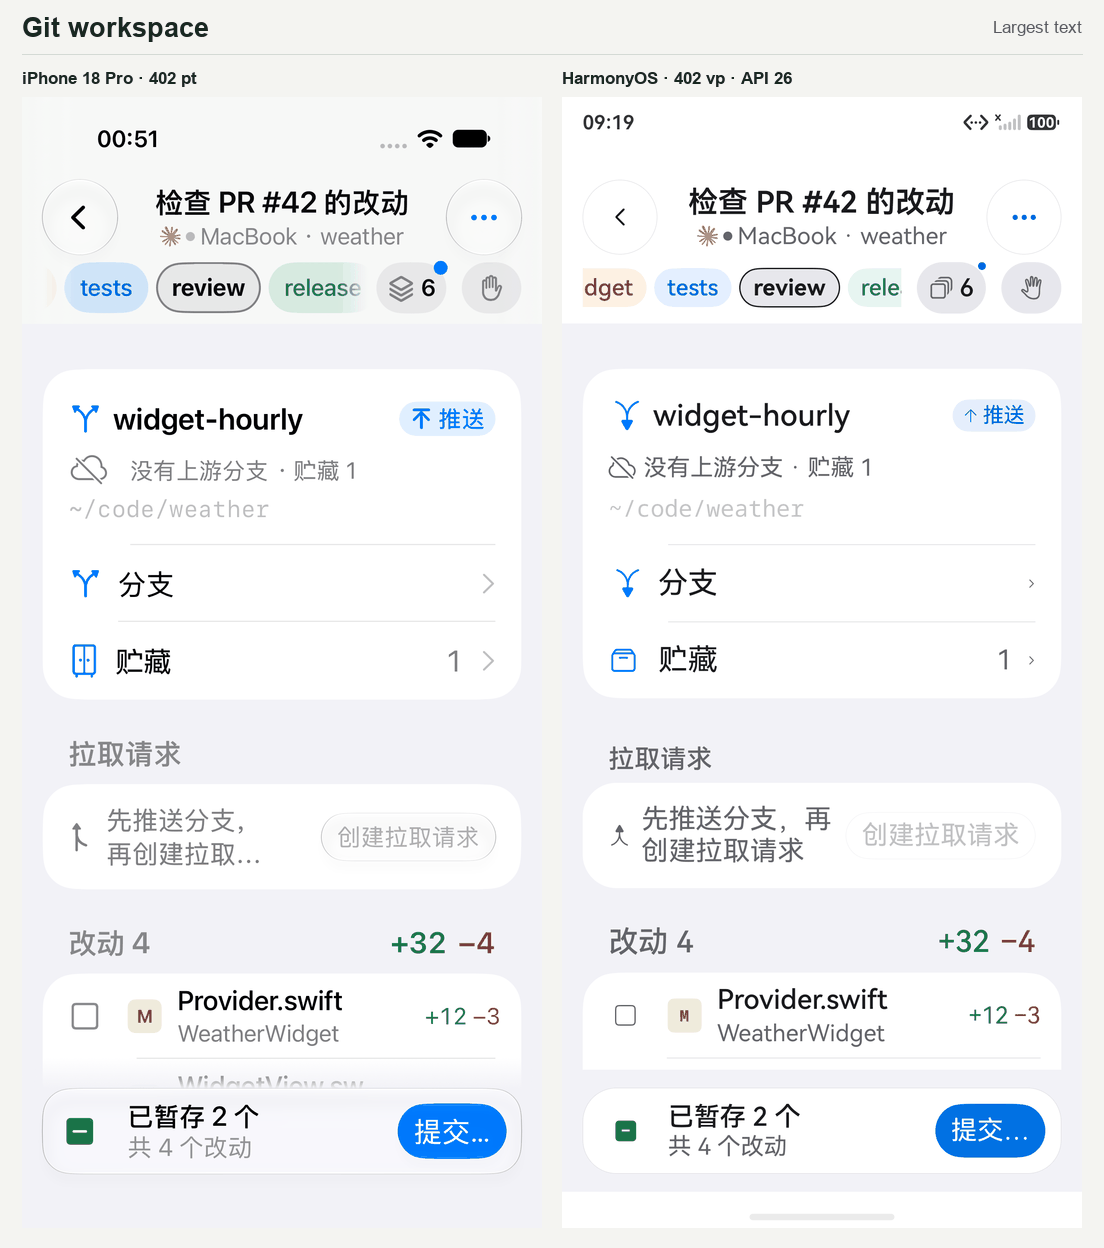 Git workspace
Largest text
iPhone 18 Pro · 402 pt
00:51
检查 PR #42 的改动
MacBook · weather
tests
review
release
6
widget-hourly
推送
没有上游分支 · 贮藏 1
~/code/weather
分支
贮藏
1
拉取请求
先推送分支，
再创建拉取...
创建拉取请求
改动 4
+32 −4
M
Provider.swift
+12 −3
WeatherWidget
WidgetView.sw
已暂存 2 个
共 4 个改动
提交...
HarmonyOS · 402 vp · API 26
09:19
100
检查 PR #42 的改动
MacBook · weather
dget
tests
review
rele
6
widget-hourly
推送
没有上游分支 · 贮藏 1
~/code/weather
分支
贮藏
1
拉取请求
先推送分支，再
创建拉取请求
创建拉取请求
改动 4
+32 −4
M
Provider.swift
+12 −3
WeatherWidget
已暂存 2 个
共 4 个改动
提交...